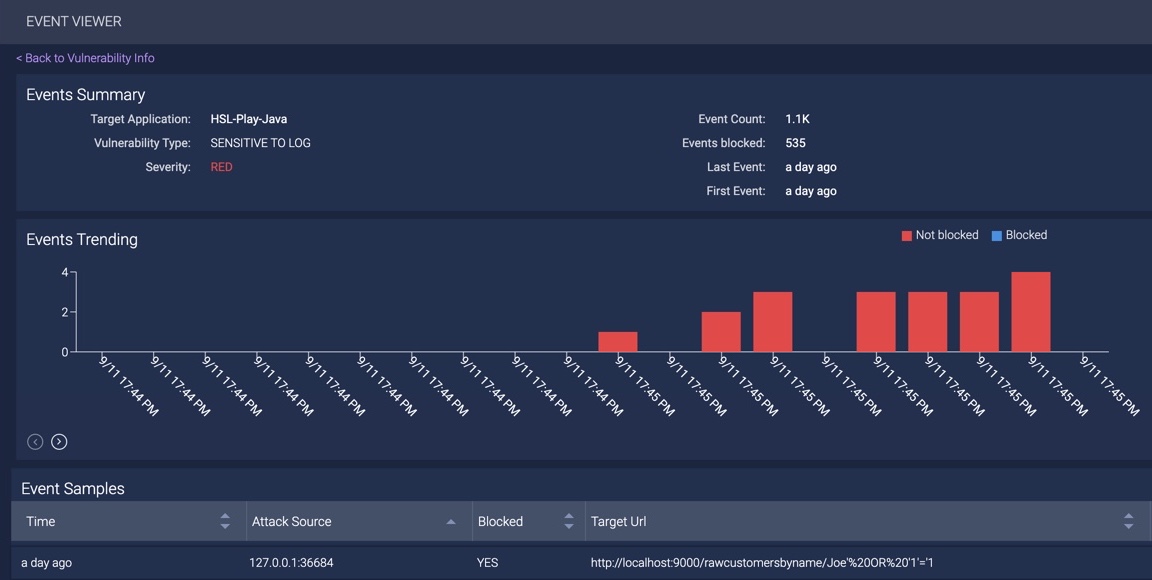 EVENT VIEWER
< Back to Vulnerability Info
Events Summary
Target Application: HSL-Play-Java
Event Count: 1.1K
Vulnerability Type: SENSITIVE TO LOG
Events blocked: 535
Severity: RED
Last Event: a day ago
First Event: a day ago
Events Trending
Not blocked Blocked
4
2
0
9/11 17:44 PM
9/11 17:44 PM
9/11 17:44 PM
9/11 17:44 PM
9/11 17:44 PM
9/11 17:44 PM
9/11 17:44 PM
9/11 17:44 PM
9/11 17:44 PM
9/11 17:44 PM
9/11 17:45 PM
9/11 17:45 PM
9/11 17:45 PM
9/11 17:45 PM
9/11 17:45 PM
9/11 17:45 PM
9/11 17:45 PM
9/11 17:45 PM
9/11 17:45 PM
9/11 17:45 PM
Event Samples
Time Attack Source Blocked Target Url
a day ago 127.0.0.1:36684 YES http://localhost:9000/rawcustomersbyname/Joe'%20OR%20'1'='1